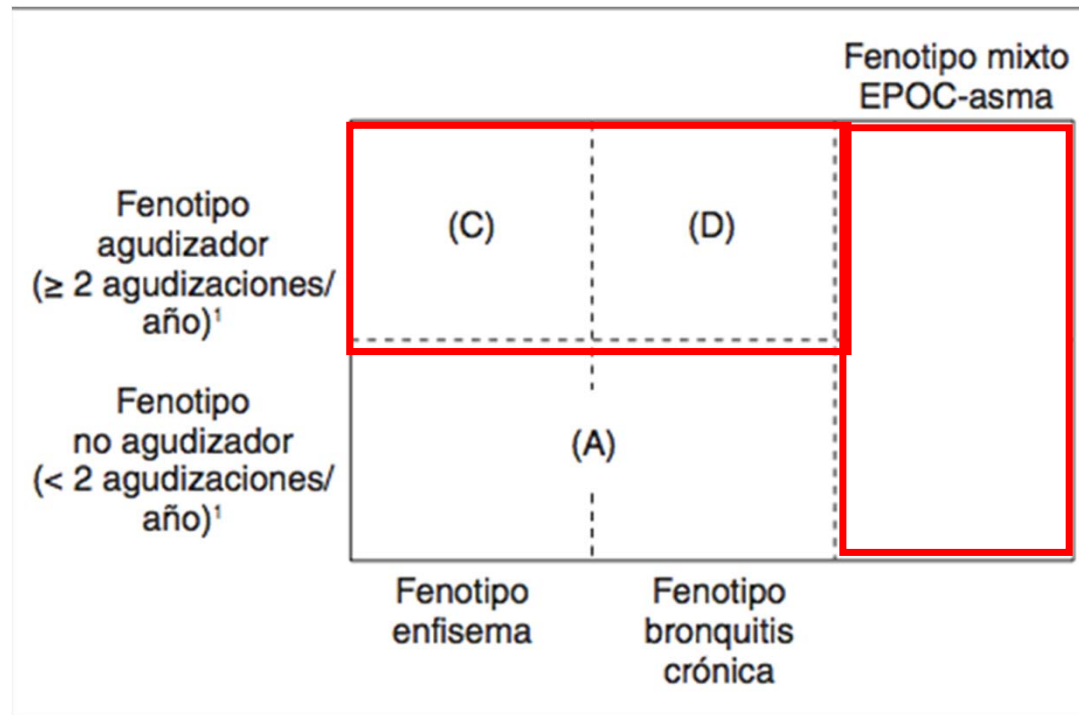 Fenotipo mixto
EPOC-asma
Fenotipo
agudizador
(≥ 2 agudizaciones/
año)¹
(C)
(D)
Fenotipo
no agudizador
(< 2 agudizaciones/
año)¹
(A)
Fenotipo
enfisema
Fenotipo
bronquitis
crónica